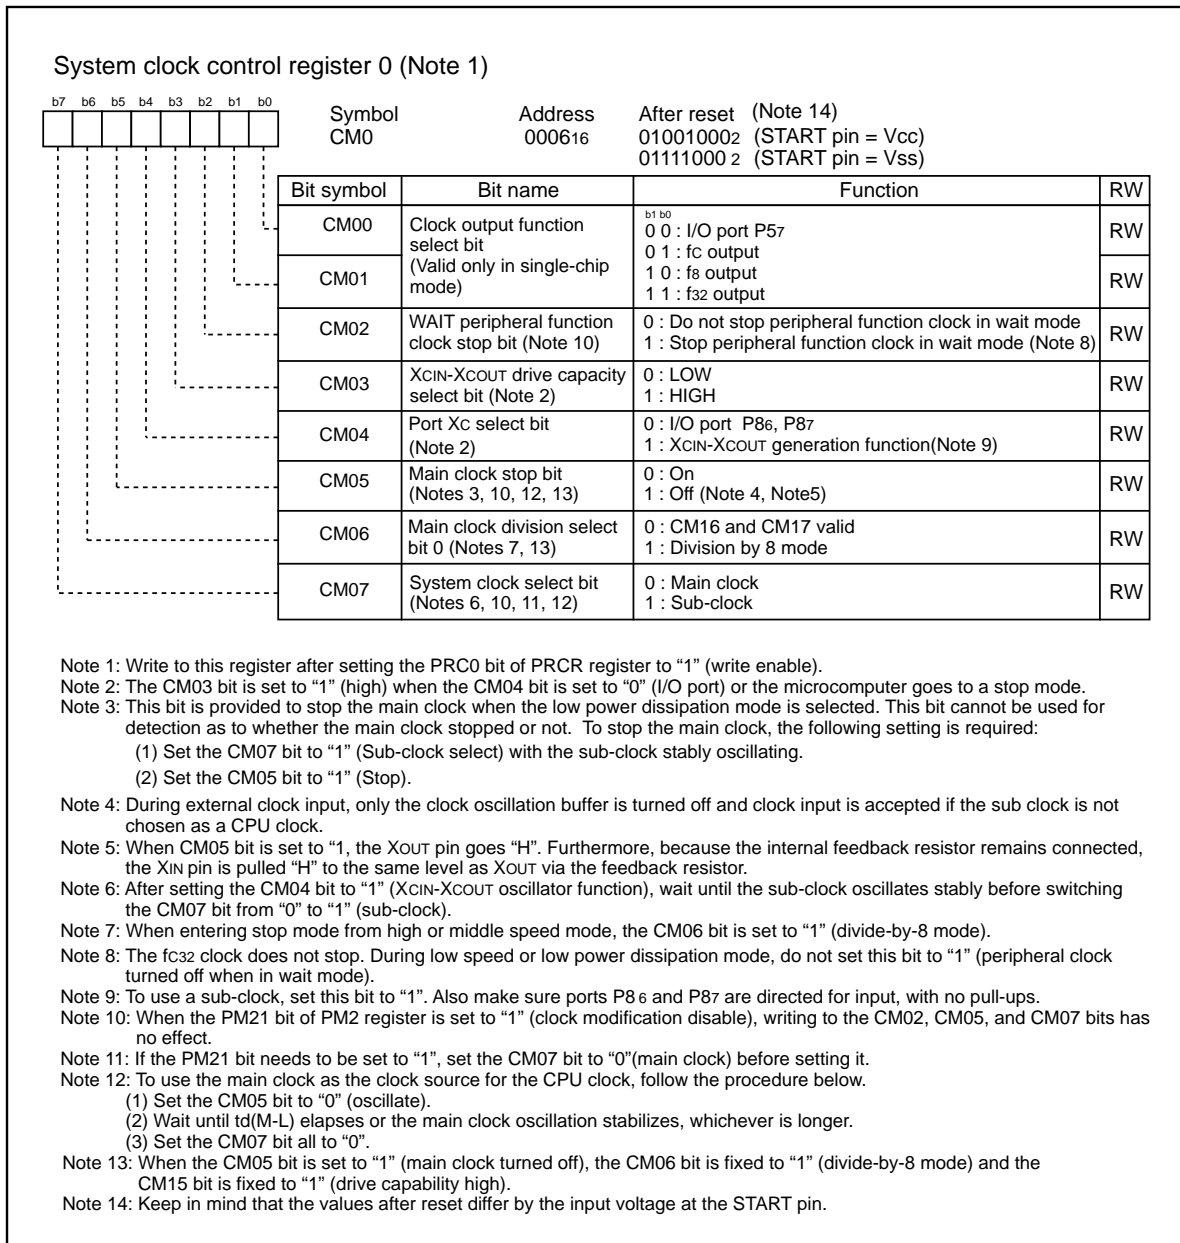 System clock control register 0 (Note 1)
b7 b6 b5 b4 b3 b2 b1 b0
Symbol Address After reset (Note 14)
CM0 000616 010010002 (START pin = Vcc)
01111000 2 (START pin = Vss)
Bit symbol Bit name Function RW
CM00 Clock output function select bit (Valid only in single-chip mode) RW
b1 b0
0 0 : I/O port P57
0 1 : fC output
CM01 RW
1 0 : f8 output
1 1 : f32 output
CM02 WAIT peripheral function clock stop bit (Note 10) RW
0 : Do not stop peripheral function clock in wait mode
1 : Stop peripheral function clock in wait mode (Note 8)
CM03 XCIN-XCOUT drive capacity select bit (Note 2) RW
0 : LOW
1 : HIGH
CM04 Port XC select bit (Note 2) RW
0 : I/O port P86, P87
1 : XCIN-XCOUT generation function(Note 9)
CM05 Main clock stop bit (Notes 3, 10, 12, 13) RW
0 : On
1 : Off (Note 4, Note5)
CM06 Main clock division select bit 0 (Notes 7, 13) RW
0 : CM16 and CM17 valid
1 : Division by 8 mode
CM07 System clock select bit (Notes 6, 10, 11, 12) RW
0 : Main clock
1 : Sub-clock
Note 1: Write to this register after setting the PRC0 bit of PRCR register to “1” (write enable).
Note 2: The CM03 bit is set to “1” (high) when the CM04 bit is set to “0” (I/O port) or the microcomputer goes to a stop mode.
Note 3: This bit is provided to stop the main clock when the low power dissipation mode is selected. This bit cannot be used for
detection as to whether the main clock stopped or not. To stop the main clock, the following setting is required:
(1) Set the CM07 bit to “1” (Sub-clock select) with the sub-clock stably oscillating.
(2) Set the CM05 bit to “1” (Stop).
Note 4: During external clock input, only the clock oscillation buffer is turned off and clock input is accepted if the sub clock is not
chosen as a CPU clock.
Note 5: When CM05 bit is set to “1, the XOUT pin goes “H”. Furthermore, because the internal feedback resistor remains connected,
the XIN pin is pulled “H” to the same level as XOUT via the feedback resistor.
Note 6: After setting the CM04 bit to “1” (XCIN-XCOUT oscillator function), wait until the sub-clock oscillates stably before switching
the CM07 bit from “0” to “1” (sub-clock).
Note 7: When entering stop mode from high or middle speed mode, the CM06 bit is set to “1” (divide-by-8 mode).
Note 8: The fC32 clock does not stop. During low speed or low power dissipation mode, do not set this bit to “1” (peripheral clock
turned off when in wait mode).
Note 9: To use a sub-clock, set this bit to “1”. Also make sure ports P8 6 and P87 are directed for input, with no pull-ups.
Note 10: When the PM21 bit of PM2 register is set to “1” (clock modification disable), writing to the CM02, CM05, and CM07 bits has
no effect.
Note 11: If the PM21 bit needs to be set to “1”, set the CM07 bit to “0”(main clock) before setting it.
Note 12: To use the main clock as the clock source for the CPU clock, follow the procedure below.
(1) Set the CM05 bit to “0” (oscillate).
(2) Wait until td(M-L) elapses or the main clock oscillation stabilizes, whichever is longer.
(3) Set the CM07 bit all to “0”.
Note 13: When the CM05 bit is set to “1” (main clock turned off), the CM06 bit is fixed to “1” (divide-by-8 mode) and the
CM15 bit is fixed to “1” (drive capability high).
Note 14: Keep in mind that the values after reset differ by the input voltage at the START pin.